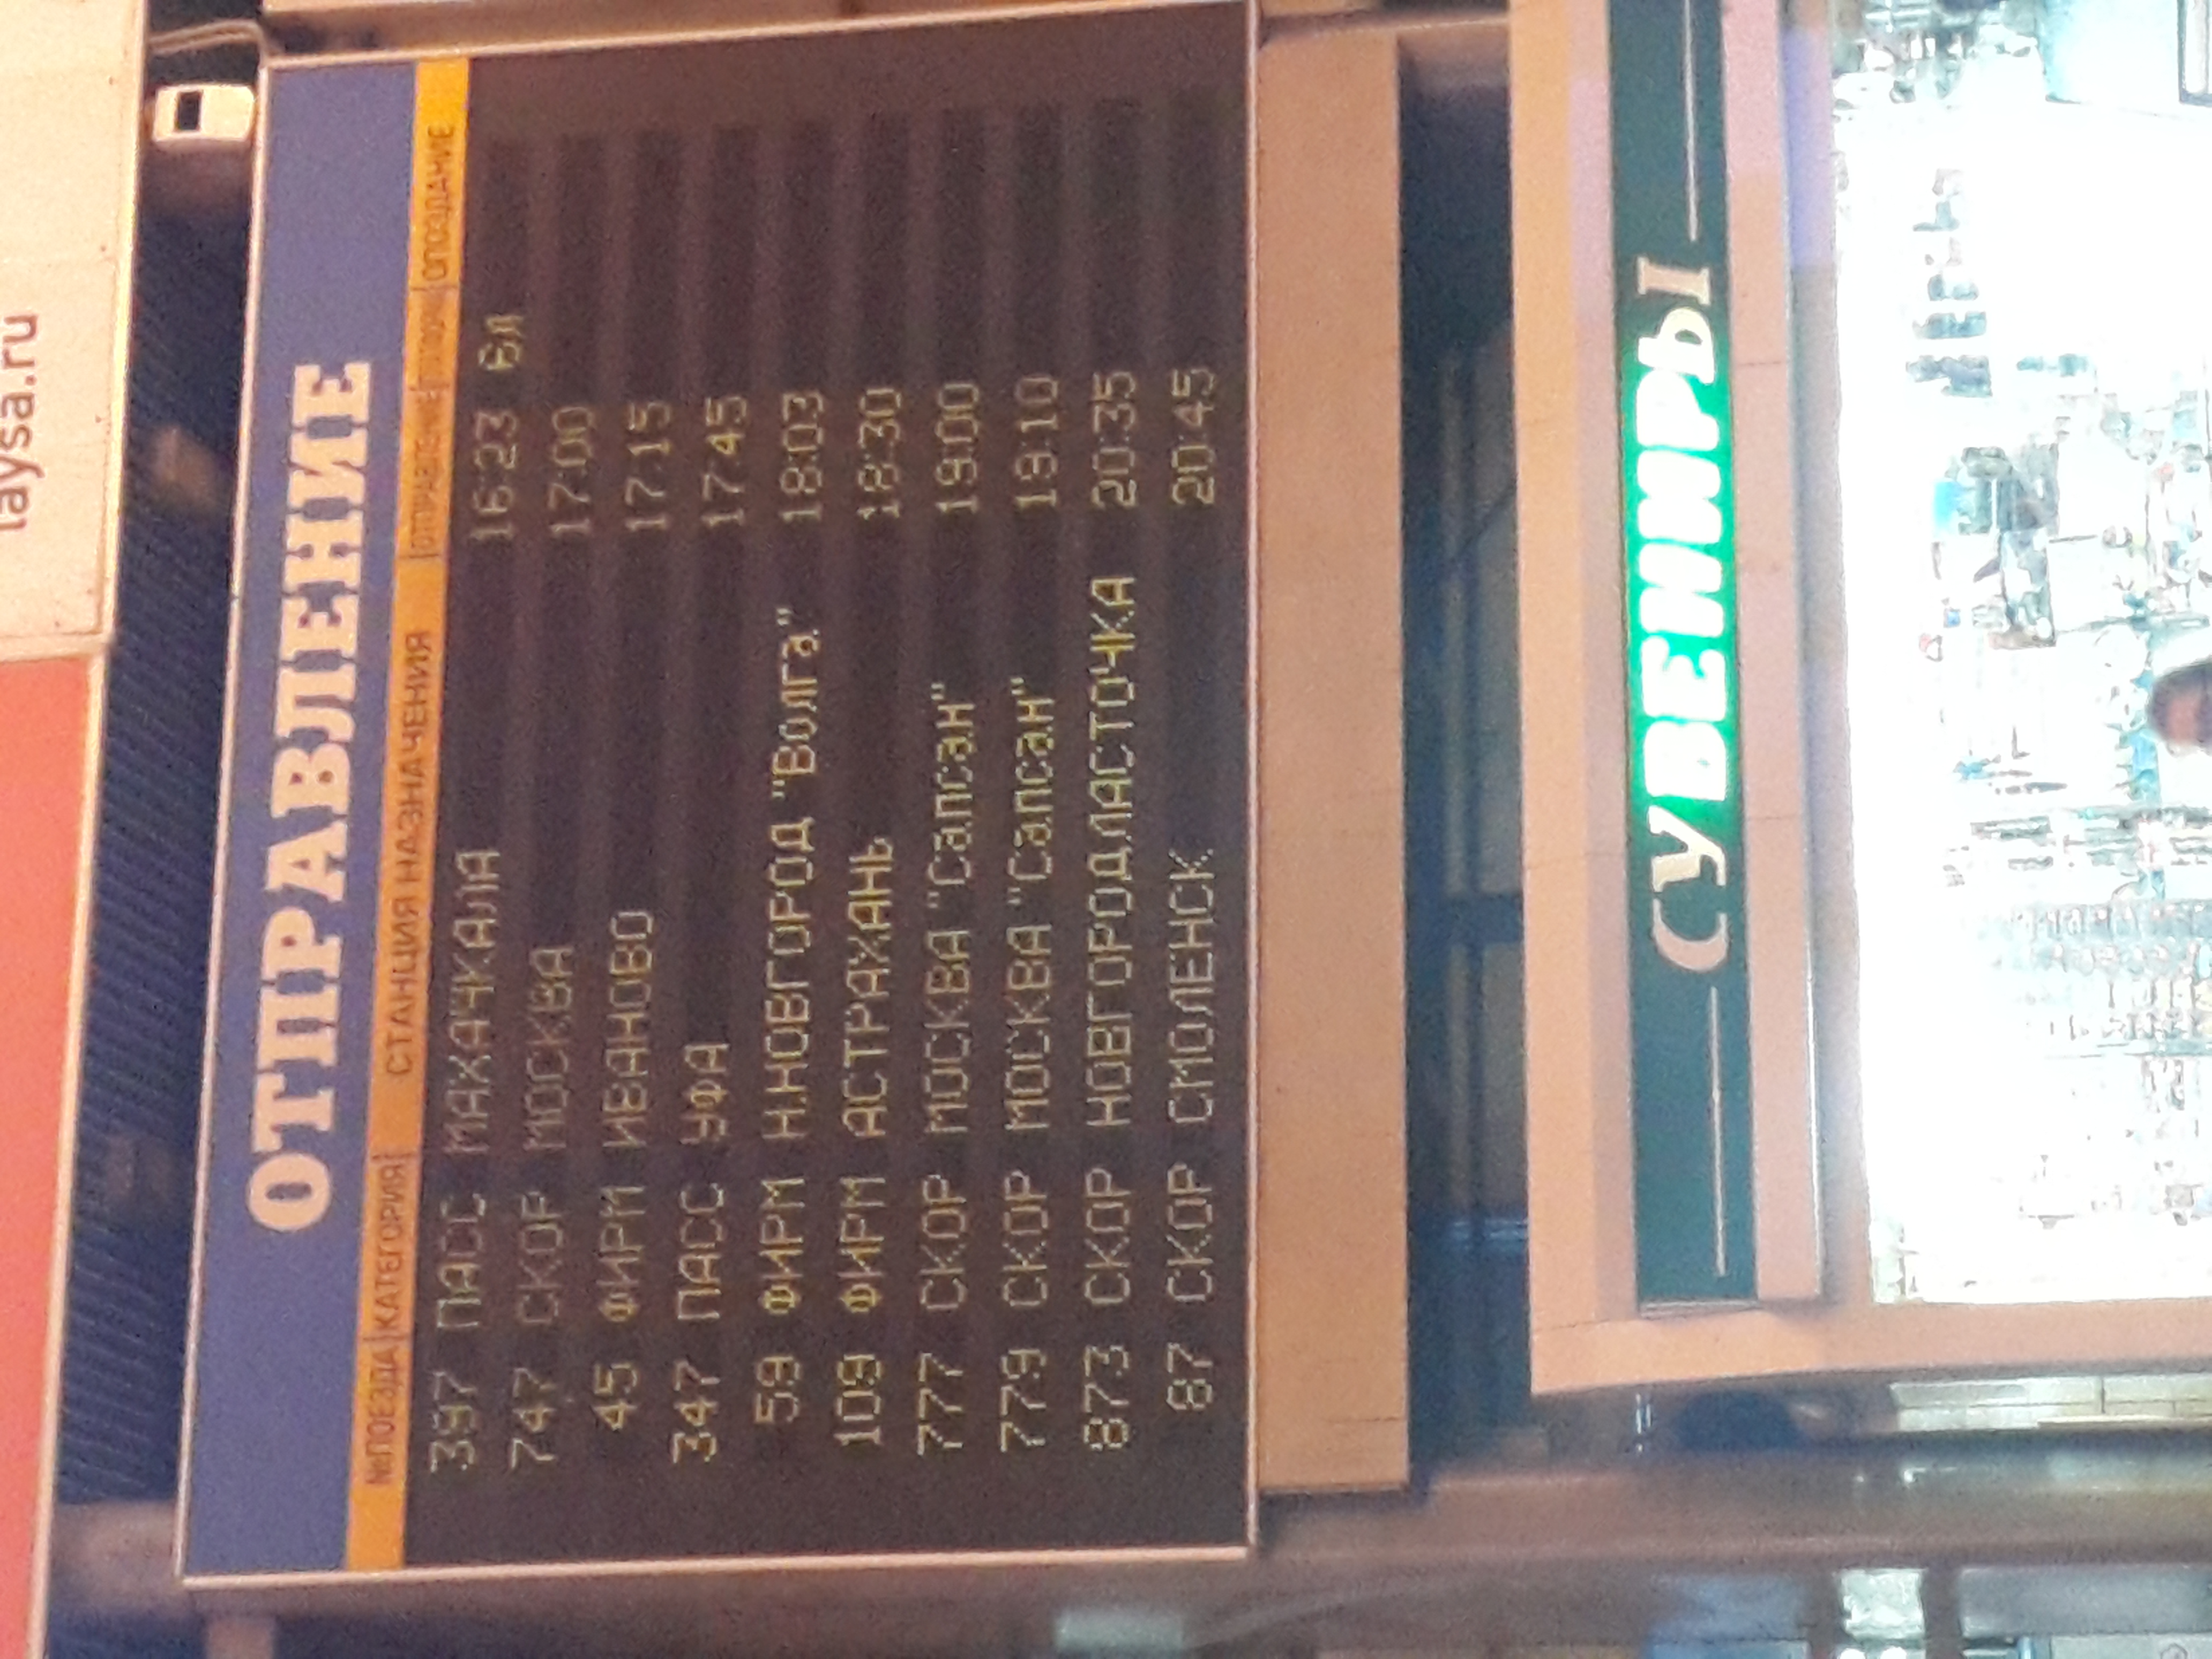 laysa.ru
ОТПРАВЛЕНИЕ
№ПОЕЗДА КАТЕГОРИЯ СТАНЦИЯ НАЗНАЧЕНИЯ ОТПРАВЛЕНИЕ ОПОЗДАНИЕ
397 ПАСС МАХАЧКАЛА 16:23 6л
747 СКОР МОСКВА 17:00
45 ФИРМ ИВАНОВО 17:15
347 ПАСС УФА 17:45
59 ФИРМ Н.НОВГОРОД "Волга" 18:03
109 ФИРМ АСТРАХАНЬ 18:30
777 СКОР МОСКВА "Сапсан" 19:00
779 СКОР МОСКВА "Сапсан" 19:10
873 СКОР НОВГОРОДЛАСТОЧКА 20:35
87 СКОР СМОЛЕНСК 20:45
СУВЕНИРЫ